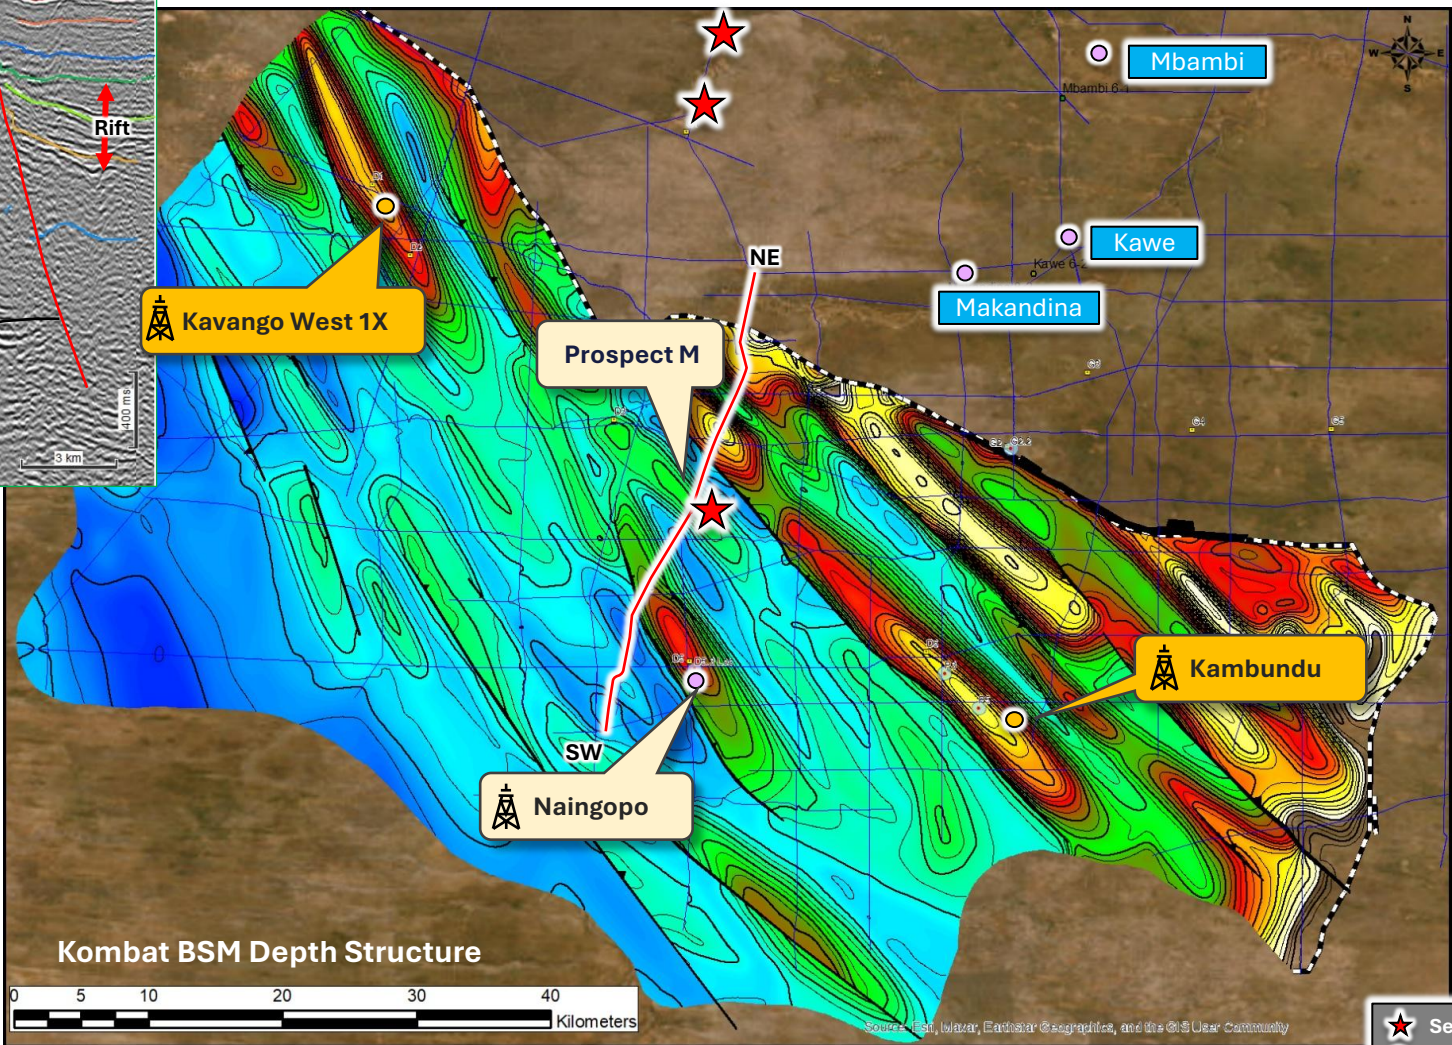 Rift
400 ms
3 km
N
W E
S
Mbambi
Mbambi 6-1
Kawe
Kawe 6-2
Makandina
NE
Kavango West 1X
Prospect M
Kambundu
SW
Naingopo
Kombat BSM Depth Structure
0 5 10 20 30 40
Kilometers
Source: Esri, Maxar, Earthstar Geographics, and the GIS User Community
Se